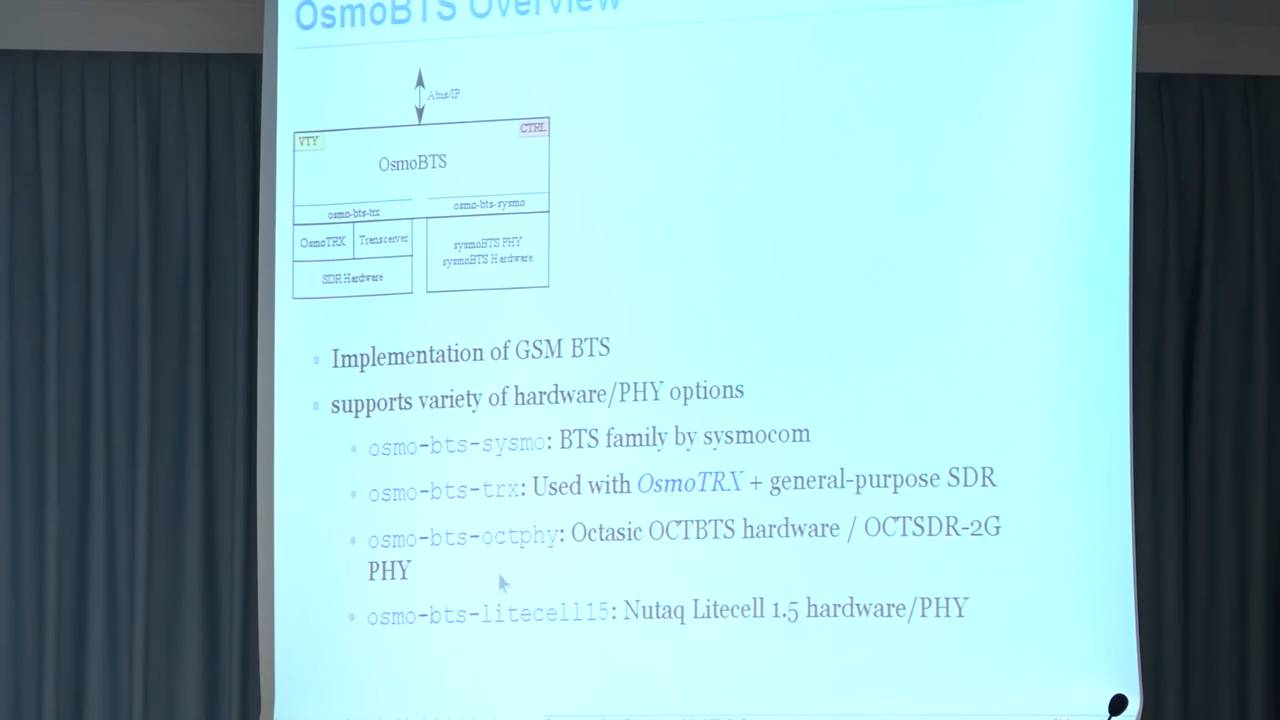 OsmoBTS Overview
Abis/IP
VTY
CTRL
OsmoBTS
osmo-bts-trx
osmo-bts-sysmo
OsmoTRX
Transceiver
sysmoBTS PHY
sysmoBTS Hardware
SDR Hardware
Implementation of GSM BTS
supports variety of hardware/PHY options
osmo-bts-sysmo: BTS family by sysmocom
osmo-bts-trx: Used with OsmoTRX + general-purpose SDR
osmo-bts-octphy: Octasic OCTBTS hardware / OCTSDR-2G
PHY
osmo-bts-litecell15: Nutaq Litecell 1.5 hardware/PHY